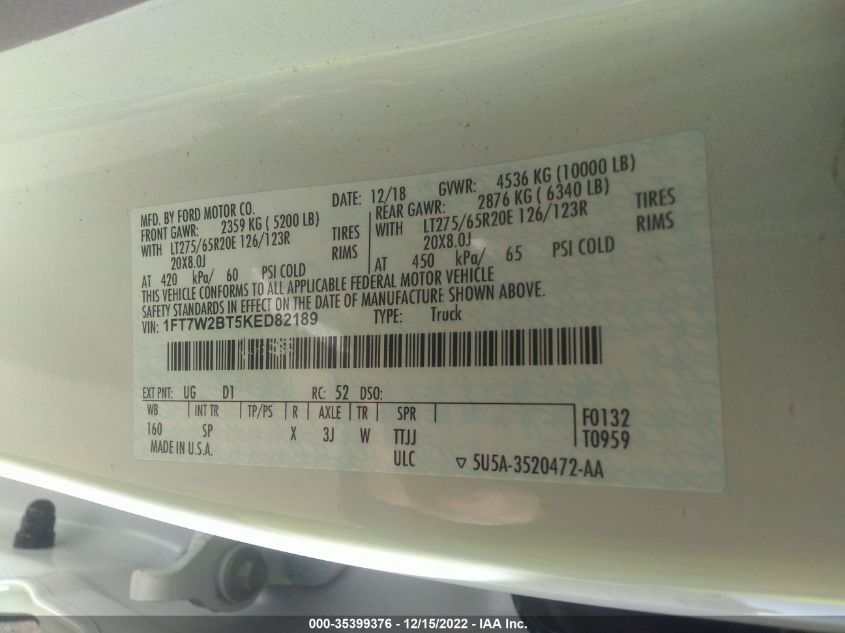 MFD. BY FORD MOTOR CO.
DATE: 12/18 GVWR: 4536 KG (10000 LB)
FRONT GAWR: 2359 KG ( 5200 LB)
REAR GAWR: 2876 KG ( 6340 LB)
WITH LT275/65R20E 126/123R TIRES
WITH LT275/65R20E 126/123R TIRES
20X8.0J RIMS
20X8.0J RIMS
AT 420 kPa/ 60 PSI COLD
AT 450 kPa/ 65 PSI COLD
THIS VEHICLE CONFORMS TO ALL APPLICABLE FEDERAL MOTOR VEHICLE
SAFETY STANDARDS IN EFFECT ON THE DATE OF MANUFACTURE SHOWN ABOVE.
VIN: 1FT7W2BT5KED82189 TYPE: Truck
EXT PNT: UG D1 RC: 52 DSO:
WB INT TR TP/PS R AXLE TR SPR F0132
160 SP X 3J W TTJJ T0959
MADE IN U.S.A. ULC ▽ 5U5A-3520472-AA
000-35399376 - 12/15/2022 - IAA Inc.